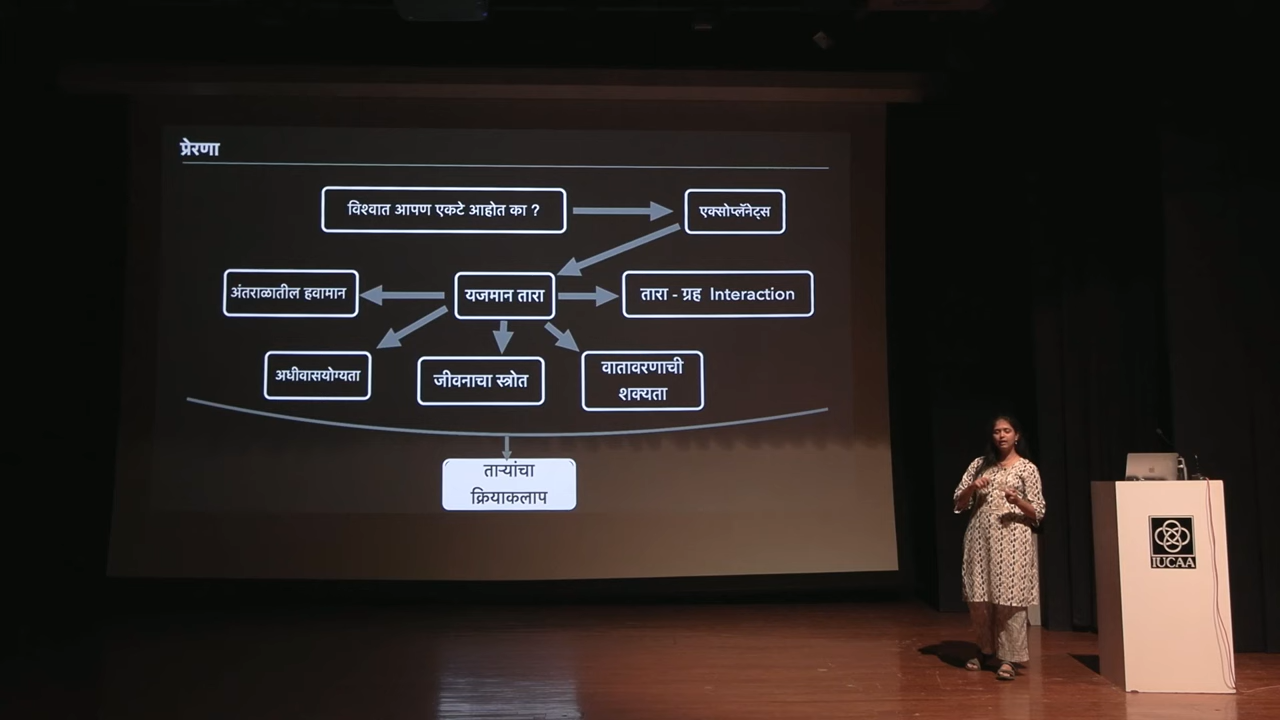 प्रेरणा
विश्वात आपण एकटे आहोत का ?
एक्सोप्लॅनेट्स
अंतराळातील हवामान
यजमान तारा
तारा - ग्रह Interaction
अधीवासयोग्यता
जीवनाचा स्त्रोत
वातावरणाची
शक्यता
ताऱ्यांचा
क्रियाकलाप
IUCAA